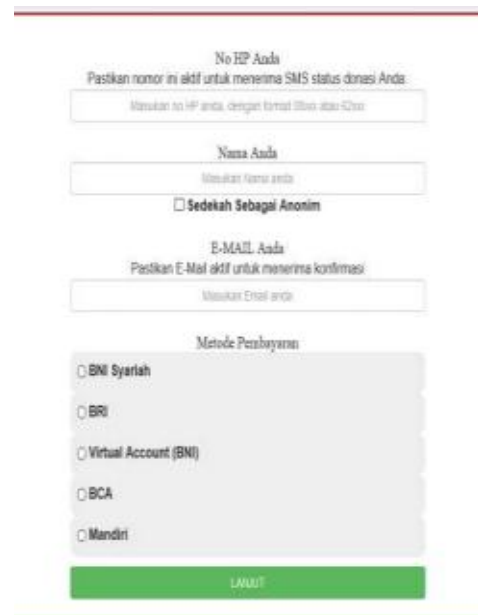 No HP Anda
Pastikan nomor ini aktif untuk menerima SMS status donasi Anda
Masukan no HP anda, dengan format 08xx atau 62xx
Nama Anda
Masukan Nama anda
Sedekah Sebagai Anonim
E-MAIL Anda
Pastikan E-Mail aktif untuk menerima konfirmasi
Masukan Email anda
Metode Pembayaran
BNI Syariah
BRI
Virtual Account (BNI)
BCA
Mandiri
LANJUT